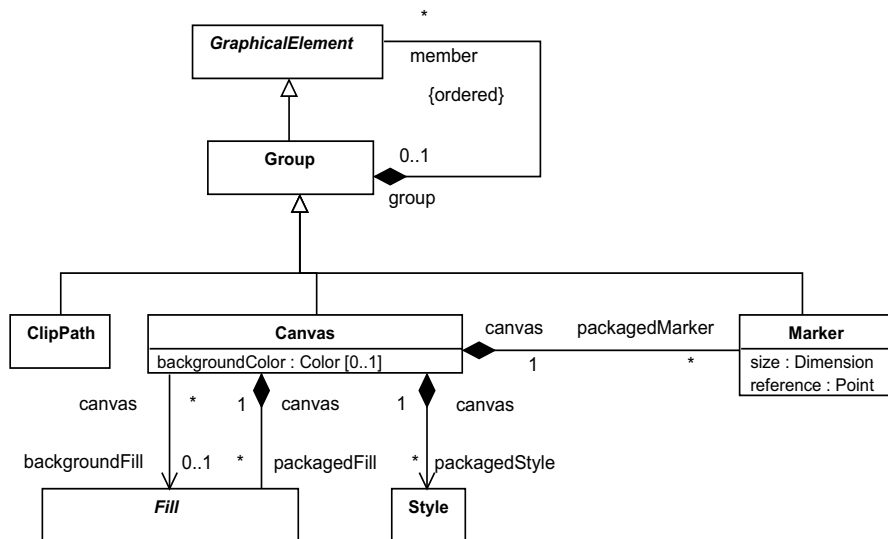 *
GraphicalElement
member
{ordered}
Group
0..1
group
ClipPath
Canvas
backgroundColor : Color [0..1]
canvas
packagedMarker
1
*
Marker
size : Dimension
reference : Point
canvas
*
1
canvas
1
canvas
backgroundFill
0..1
*
packagedFill
*
packagedStyle
Fill
Style